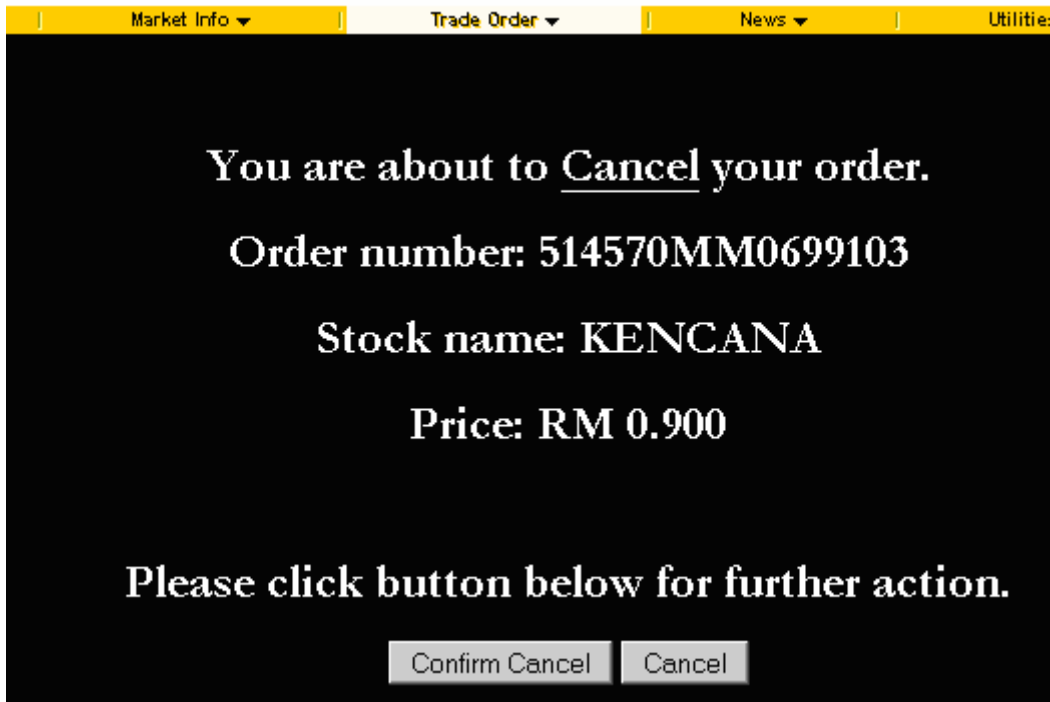 Market Info Trade Order News Utilities
You are about to Cancel your order.
Order number: 514570MM0699103
Stock name: KENCANA
Price: RM 0.900
Please click button below for further action.
Confirm Cancel Cancel